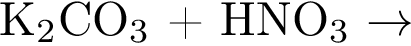 K₂CO₃ + HNO₃ →